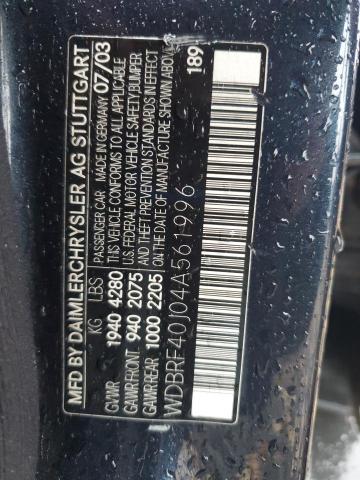 MFD BY DAIMLERCHRYSLER AG STUTTGART
KG LBS PASSENGER CAR MADE IN GERMANY 07/03
GVWR 1940 4280 THIS VEHICLE CONFORMS TO ALL APPLICABLE
GAWR FRONT 940 2075 U.S. FEDERAL MOTOR VEHICLE SAFETY/BUMPER
GAWR REAR 1000 2205 AND THEFT PREVENTION STANDARDS IN EFFECT
ON THE DATE OF MANUFACTURE SHOWN ABOVE
189
WDBRF40J04A561996